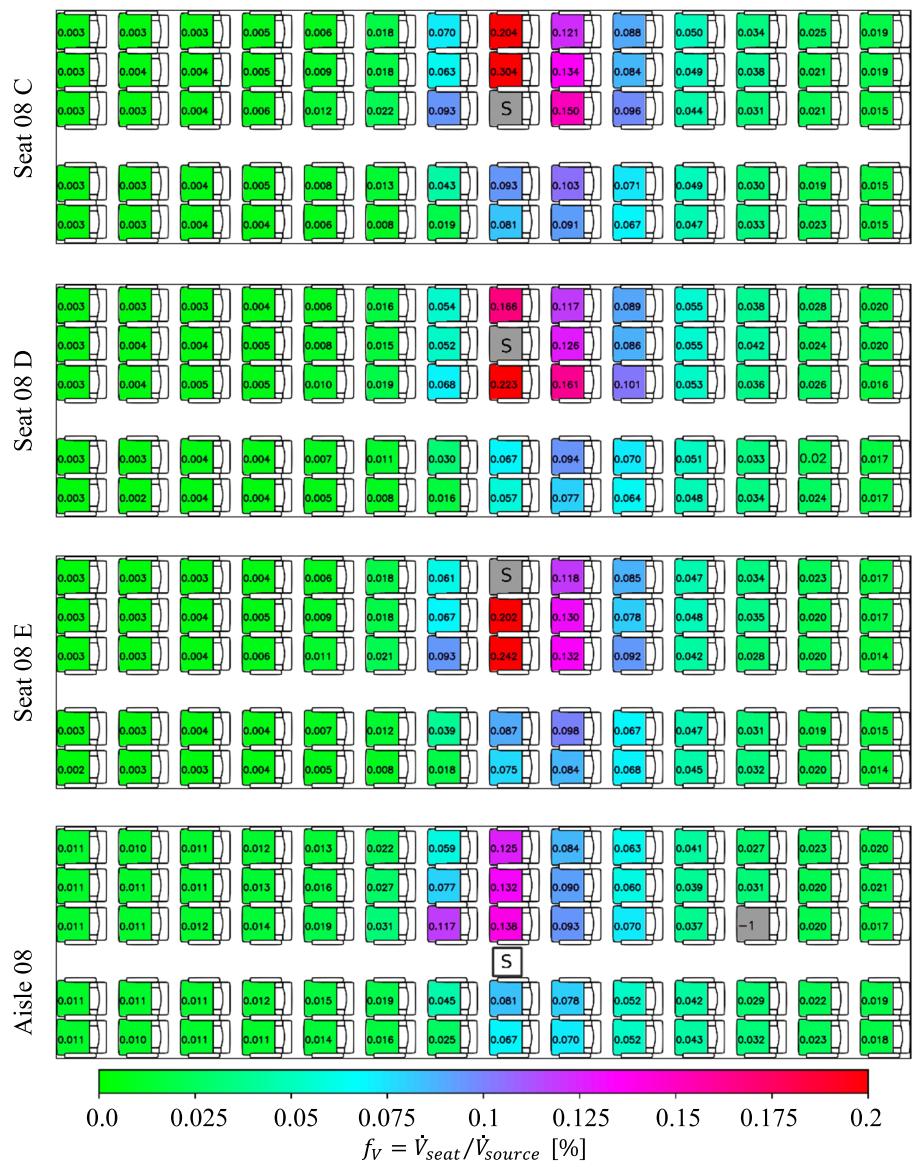 Seat 08 C
0.003 0.003 0.003 0.005 0.006 0.018 0.070 0.204 0.121 0.088 0.050 0.034 0.025 0.019
0.003 0.004 0.004 0.005 0.009 0.018 0.063 0.304 0.134 0.084 0.049 0.038 0.021 0.019
0.003 0.003 0.004 0.006 0.012 0.022 0.093 S 0.150 0.096 0.044 0.031 0.021 0.015
0.003 0.003 0.004 0.005 0.008 0.013 0.043 0.093 0.103 0.071 0.049 0.030 0.019 0.015
0.003 0.003 0.004 0.004 0.006 0.008 0.019 0.081 0.091 0.067 0.047 0.033 0.023 0.015
Seat 08 D
0.003 0.003 0.003 0.004 0.006 0.016 0.054 0.166 0.117 0.089 0.055 0.038 0.028 0.020
0.003 0.004 0.005 0.005 0.008 0.015 0.052 S 0.126 0.086 0.055 0.042 0.024 0.020
0.003 0.004 0.005 0.005 0.010 0.019 0.068 0.223 0.161 0.101 0.053 0.036 0.026 0.016
0.003 0.003 0.004 0.004 0.007 0.011 0.030 0.067 0.094 0.070 0.051 0.033 0.02 0.017
0.003 0.002 0.004 0.004 0.005 0.008 0.016 0.057 0.077 0.064 0.048 0.034 0.024 0.017
Seat 08 E
0.003 0.003 0.003 0.004 0.006 0.018 0.061 S 0.118 0.085 0.047 0.034 0.023 0.017
0.003 0.003 0.004 0.005 0.009 0.018 0.067 0.202 0.130 0.078 0.048 0.035 0.020 0.017
0.003 0.003 0.004 0.006 0.011 0.021 0.093 0.242 0.132 0.092 0.042 0.028 0.020 0.014
0.003 0.003 0.004 0.004 0.007 0.012 0.039 0.087 0.098 0.067 0.047 0.031 0.019 0.015
0.002 0.003 0.003 0.004 0.005 0.008 0.018 0.075 0.084 0.068 0.045 0.032 0.020 0.014
Aisle 08
0.011 0.010 0.011 0.012 0.013 0.022 0.059 0.125 0.084 0.063 0.041 0.027 0.023 0.020
0.011 0.011 0.011 0.013 0.016 0.027 0.077 0.132 0.090 0.060 0.039 0.031 0.020 0.021
0.011 0.011 0.012 0.014 0.019 0.031 0.117 0.138 0.093 0.070 0.037 −1 0.020 0.017
S
0.011 0.011 0.011 0.012 0.015 0.019 0.045 0.081 0.078 0.052 0.042 0.029 0.022 0.019
0.011 0.010 0.011 0.011 0.014 0.016 0.025 0.067 0.070 0.052 0.043 0.032 0.023 0.018
0.0 0.025 0.05 0.075 0.1 0.125 0.15 0.175 0.2
f_V = V̇_seat/V̇_source [%]